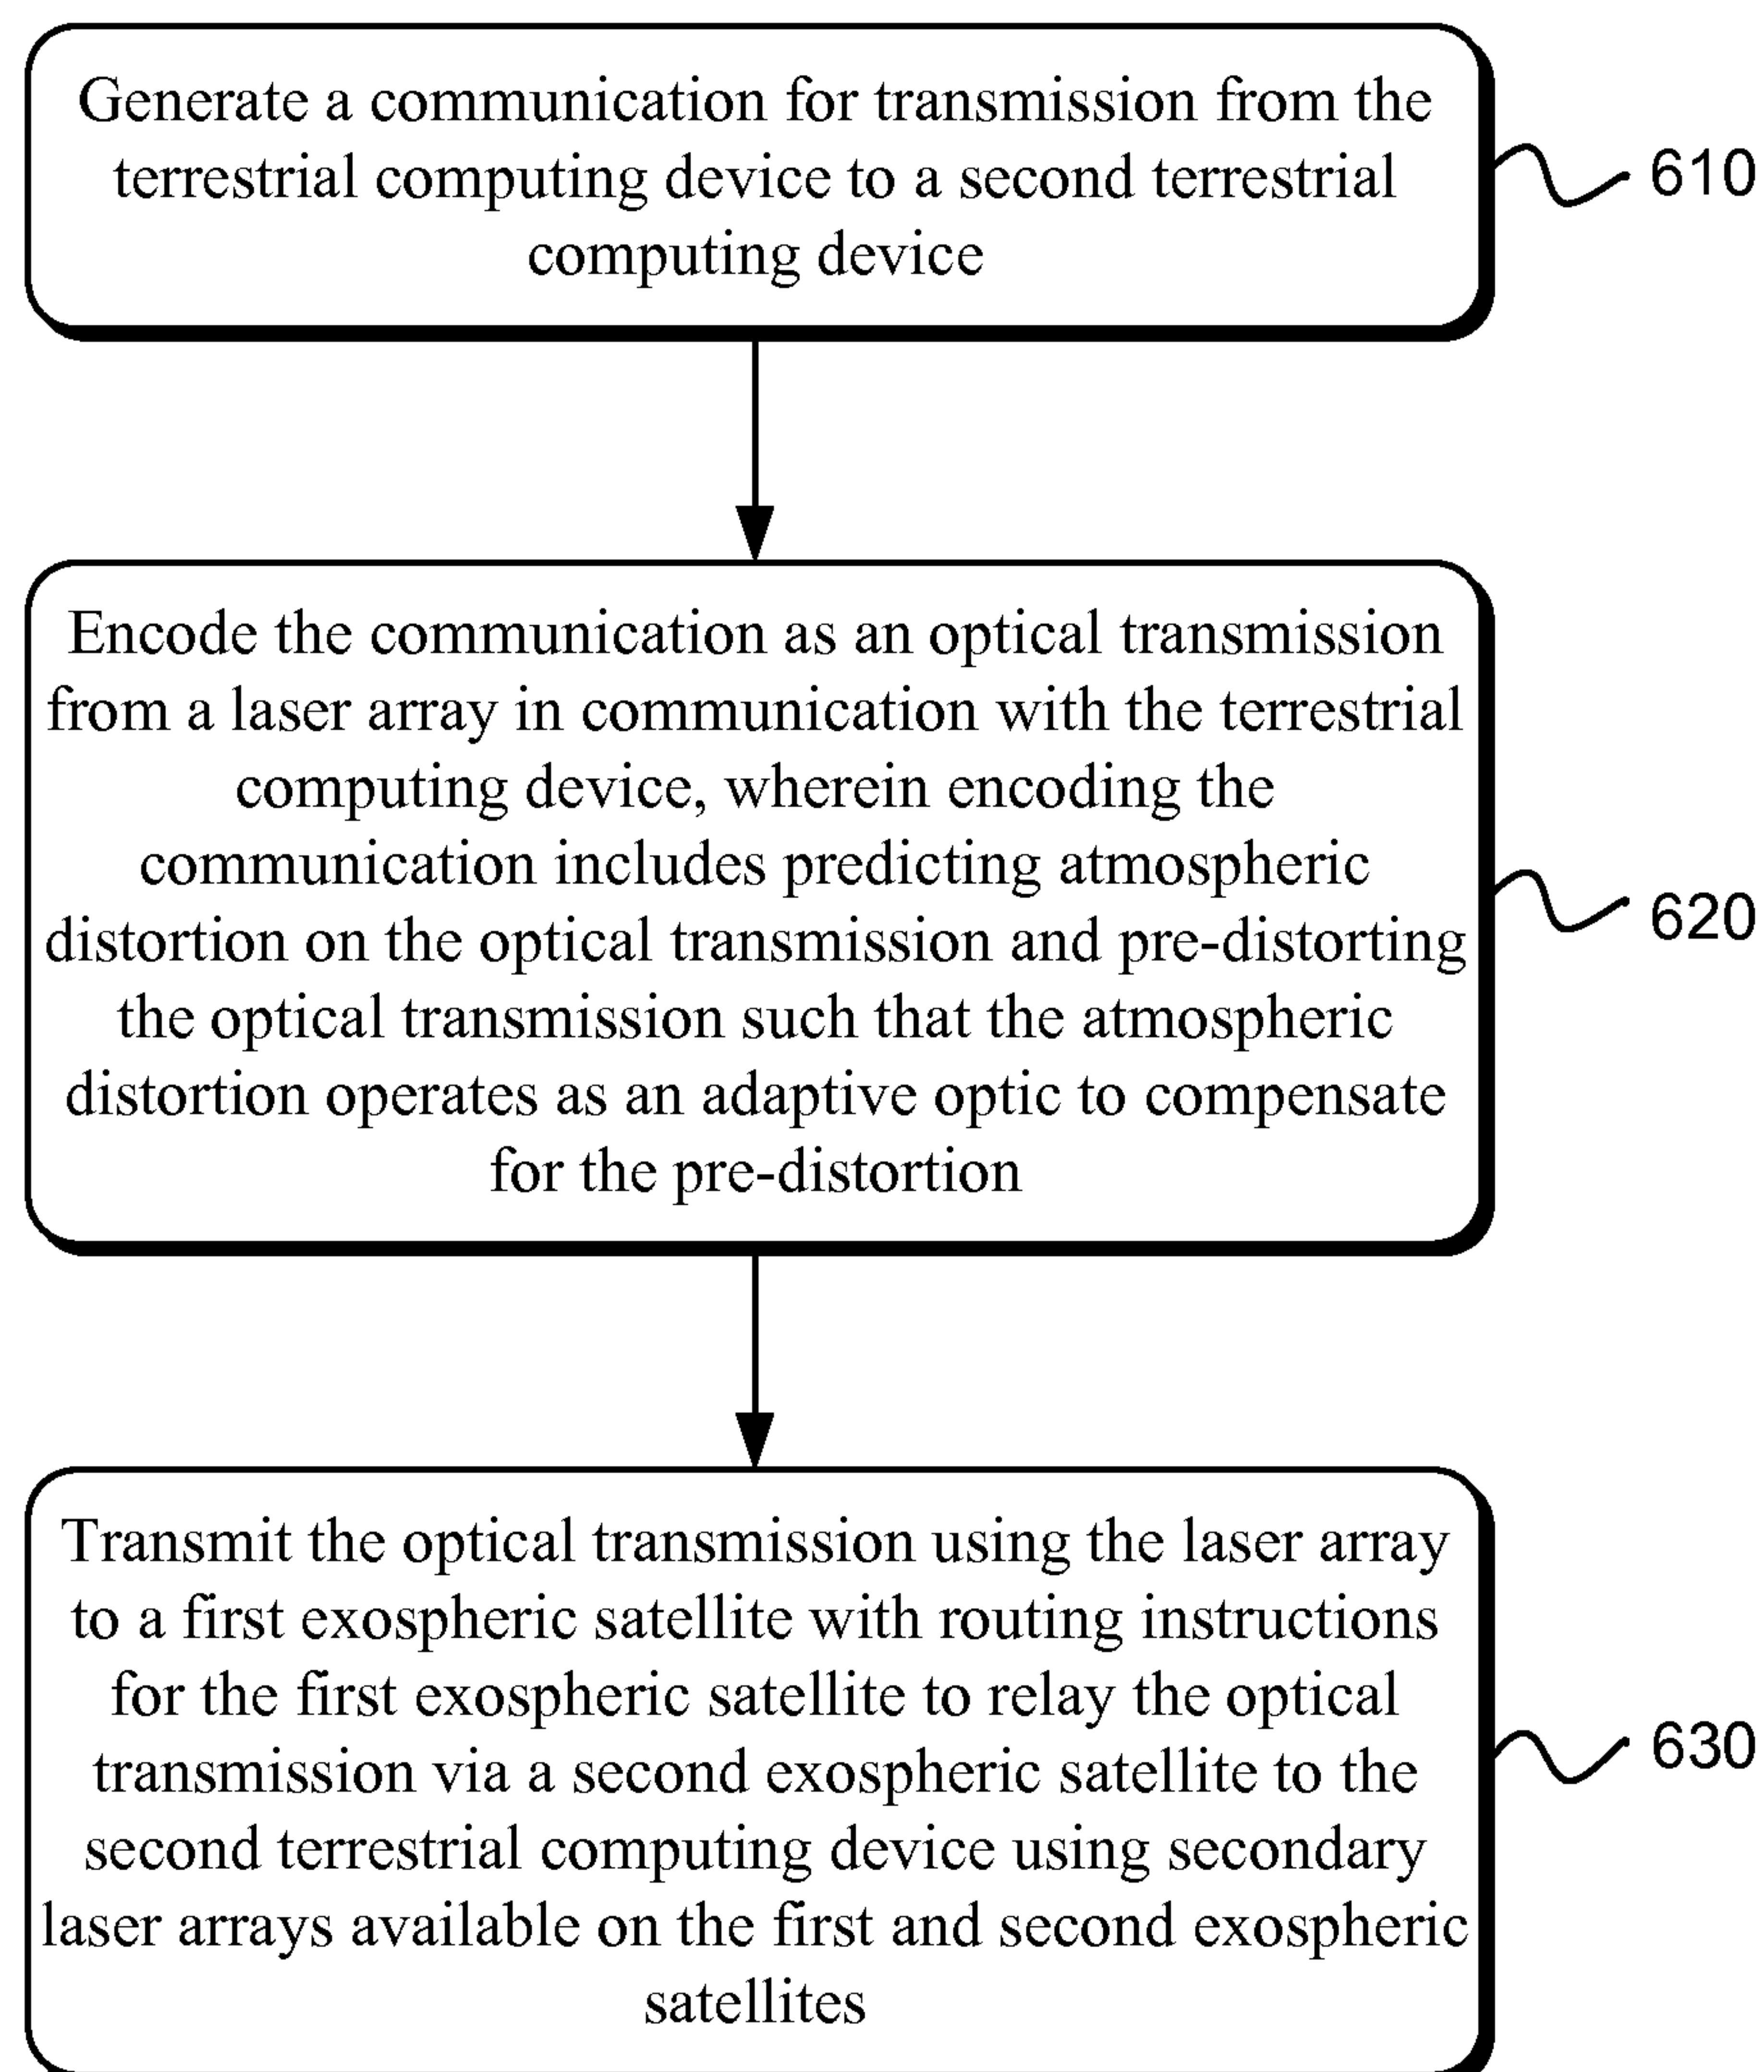 Generate a communication for transmission from the
terrestrial computing device to a second terrestrial
computing device
610
Encode the communication as an optical transmission
from a laser array in communication with the terrestrial
computing device, wherein encoding the
communication includes predicting atmospheric
distortion on the optical transmission and pre-distorting
the optical transmission such that the atmospheric
distortion operates as an adaptive optic to compensate
for the pre-distortion
620
Transmit the optical transmission using the laser array
to a first exospheric satellite with routing instructions
for the first exospheric satellite to relay the optical
transmission via a second exospheric satellite to the
second terrestrial computing device using secondary
laser arrays available on the first and second exospheric
satellites
630